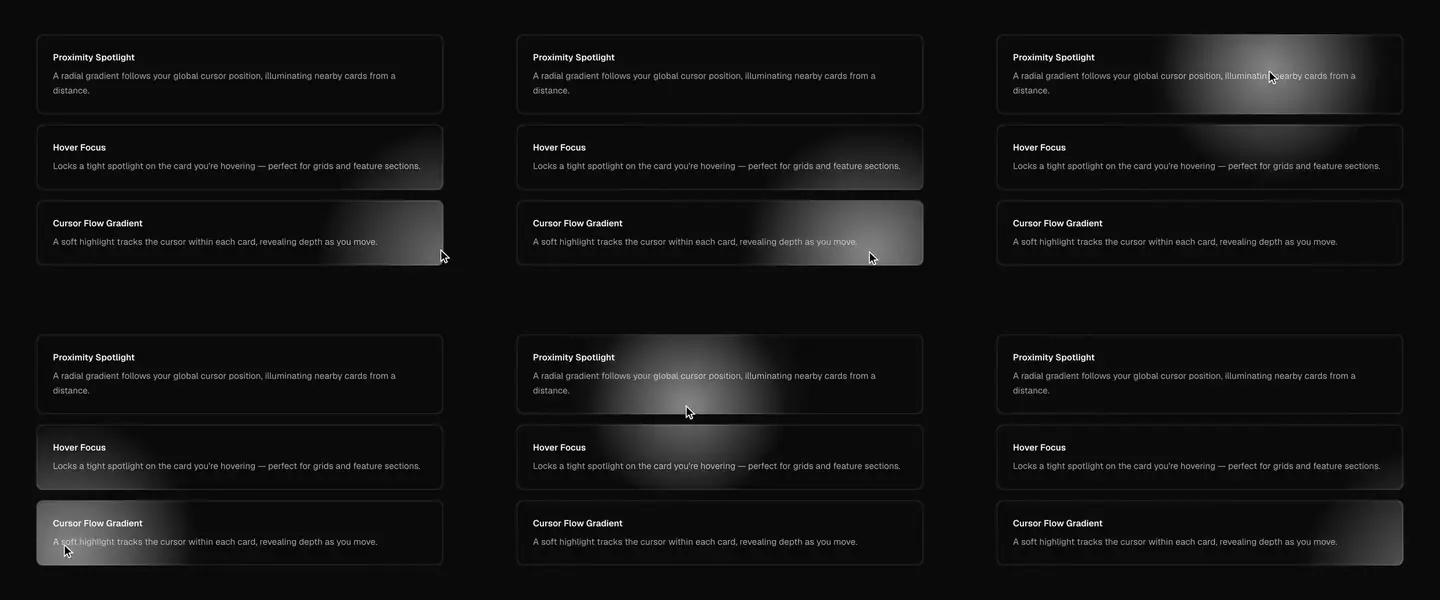 Proximity Spotlight
A radial gradient follows your global cursor position, illuminating nearby cards from a
distance.
Hover Focus
Locks a tight spotlight on the card you're hovering — perfect for grids and feature sections.
Cursor Flow Gradient
A soft highlight tracks the cursor within each card, revealing depth as you move.
Proximity Spotlight
A radial gradient follows your global cursor position, illuminating nearby cards from a
distance.
Hover Focus
Locks a tight spotlight on the card you're hovering — perfect for grids and feature sections.
Cursor Flow Gradient
A soft highlight tracks the cursor within each card, revealing depth as you move.
Proximity Spotlight
A radial gradient follows your global cursor position, illuminating nearby cards from a
distance.
Hover Focus
Locks a tight spotlight on the card you're hovering — perfect for grids and feature sections.
Cursor Flow Gradient
A soft highlight tracks the cursor within each card, revealing depth as you move.
Proximity Spotlight
A radial gradient follows your global cursor position, illuminating nearby cards from a
distance.
Hover Focus
Locks a tight spotlight on the card you're hovering — perfect for grids and feature sections.
Cursor Flow Gradient
A soft highlight tracks the cursor within each card, revealing depth as you move.
Proximity Spotlight
A radial gradient follows your global cursor position, illuminating nearby cards from a
distance.
Hover Focus
Locks a tight spotlight on the card you're hovering — perfect for grids and feature sections.
Cursor Flow Gradient
A soft highlight tracks the cursor within each card, revealing depth as you move.
Proximity Spotlight
A radial gradient follows your global cursor position, illuminating nearby cards from a
distance.
Hover Focus
Locks a tight spotlight on the card you're hovering — perfect for grids and feature sections.
Cursor Flow Gradient
A soft highlight tracks the cursor within each card, revealing depth as you move.